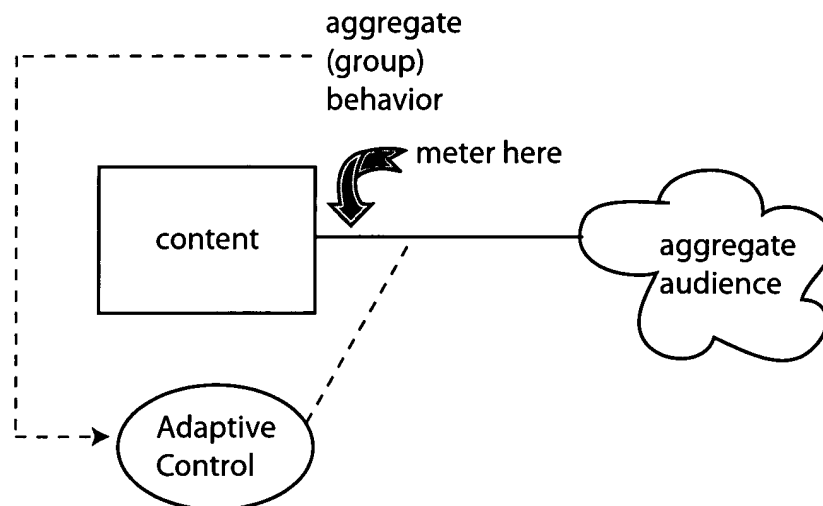 aggregate
(group)
behavior
meter here
content
aggregate
audience
Adaptive
Control